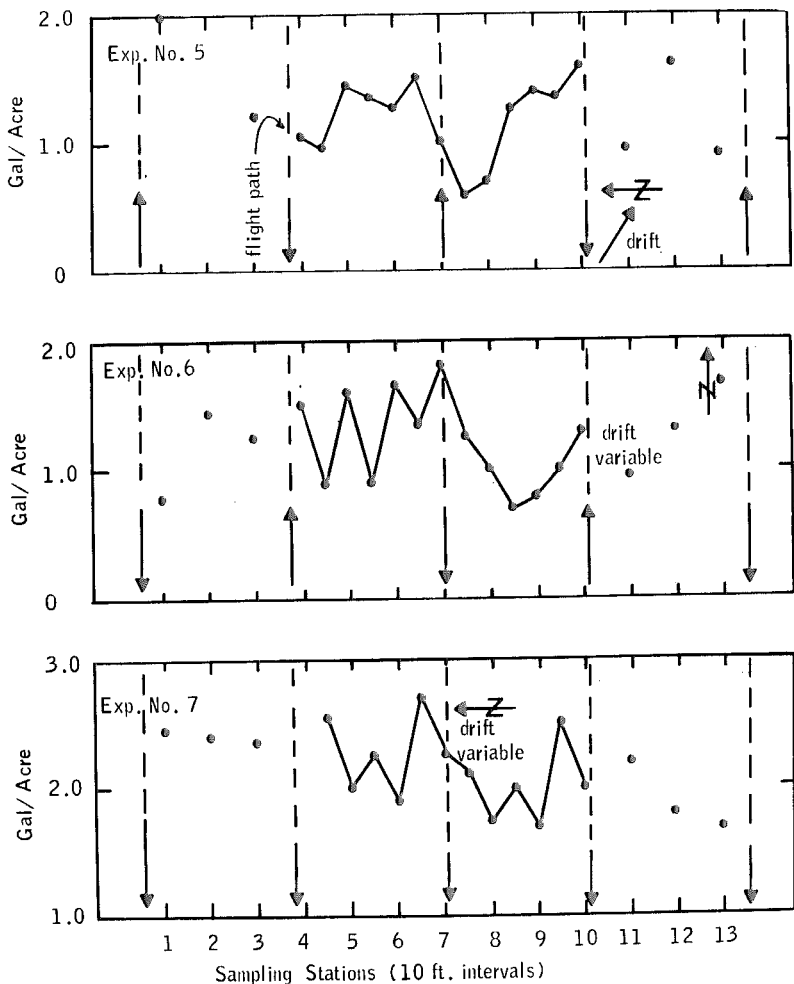 2.0
Exp. No. 5
Gal/ Acre
1.0
flight path
N
drift
0
2.0
Exp. No.6
N
Gal/ Acre
drift
variable
1.0
0
3.0
Exp. No. 7
N
drift
variable
Gal/ Acre
2.0
1.0
1 2 3 4 5 6 7 8 9 10 11 12 13
Sampling Stations (10 ft. intervals)